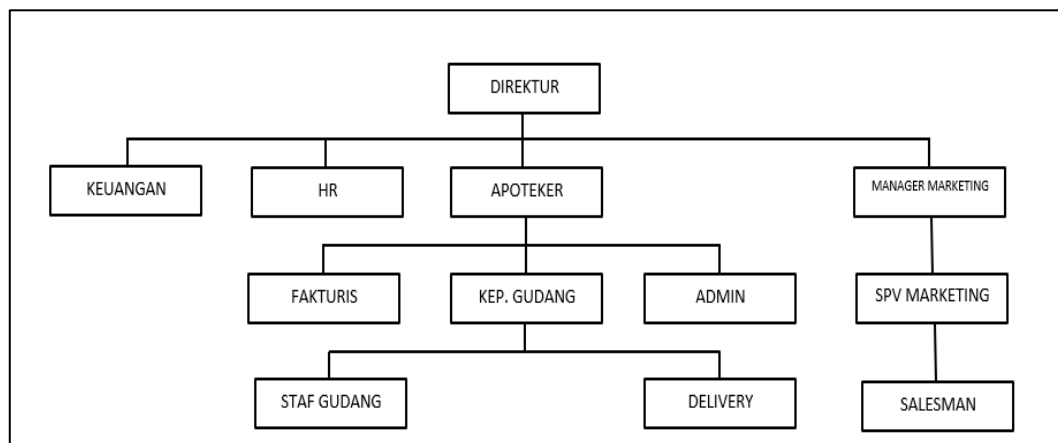 DIREKTUR
KEUANGAN
HR
APOTEKER
MANAGER MARKETING
FAKTURIS
KEP. GUDANG
ADMIN
SPV MARKETING
STAF GUDANG
DELIVERY
SALESMAN